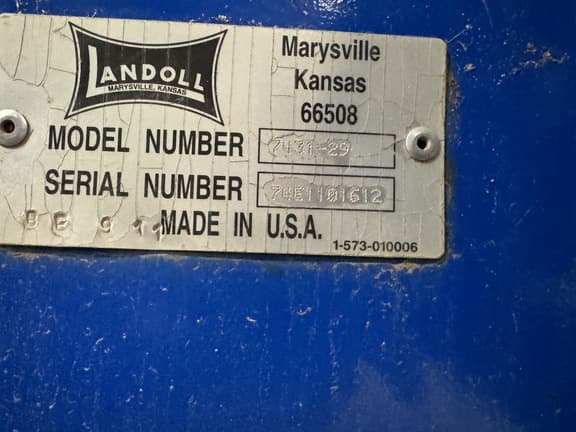 LANDOLL
MARYSVILLE, KANSAS
Marysville
Kansas
66508
MODEL NUMBER 7431-29
SERIAL NUMBER 74E1101612
MADE IN U.S.A.
1-573-010006